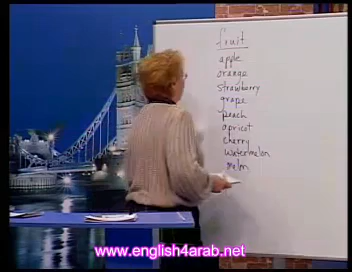 fruit
apple
orange
strawberry
grape
peach
apricot
cherry
watermelon
melon
www.english4arab.net